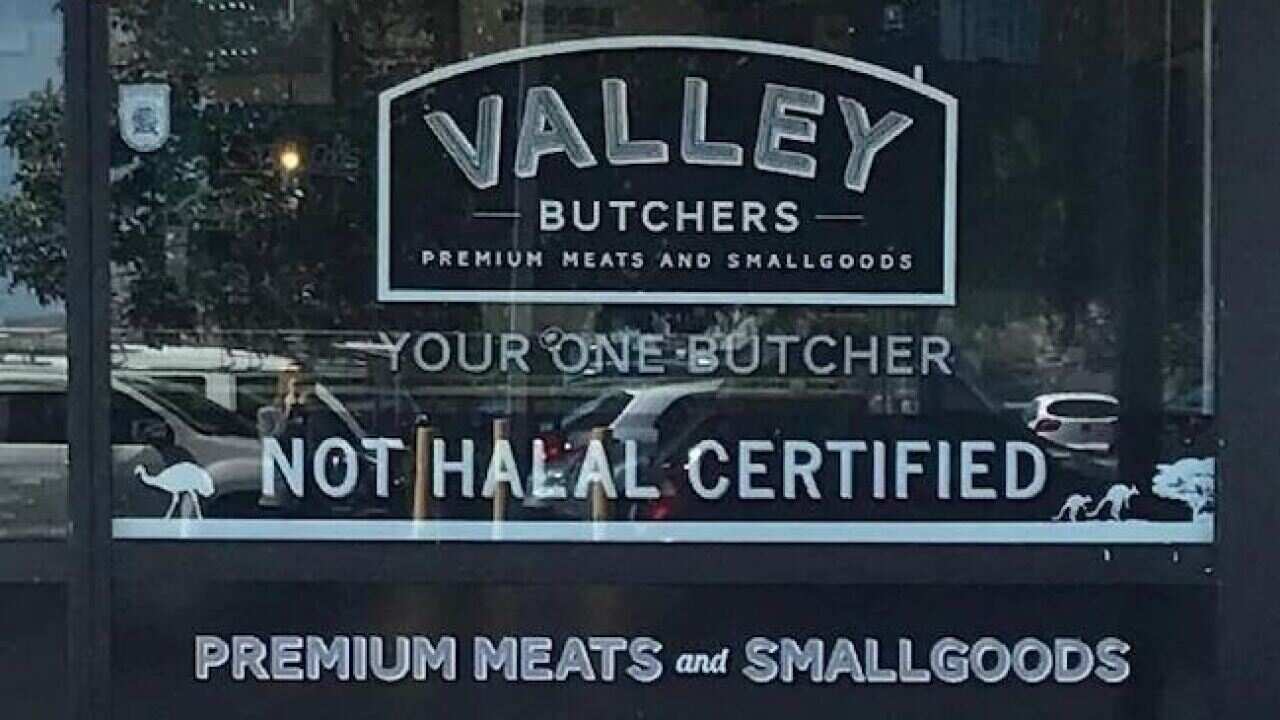 VALLEY
BUTCHERS
PREMIUM MEATS AND SMALLGOODS
YOUR ONE BUTCHER
NOT HALAL CERTIFIED
PREMIUM MEATS and SMALLGOODS